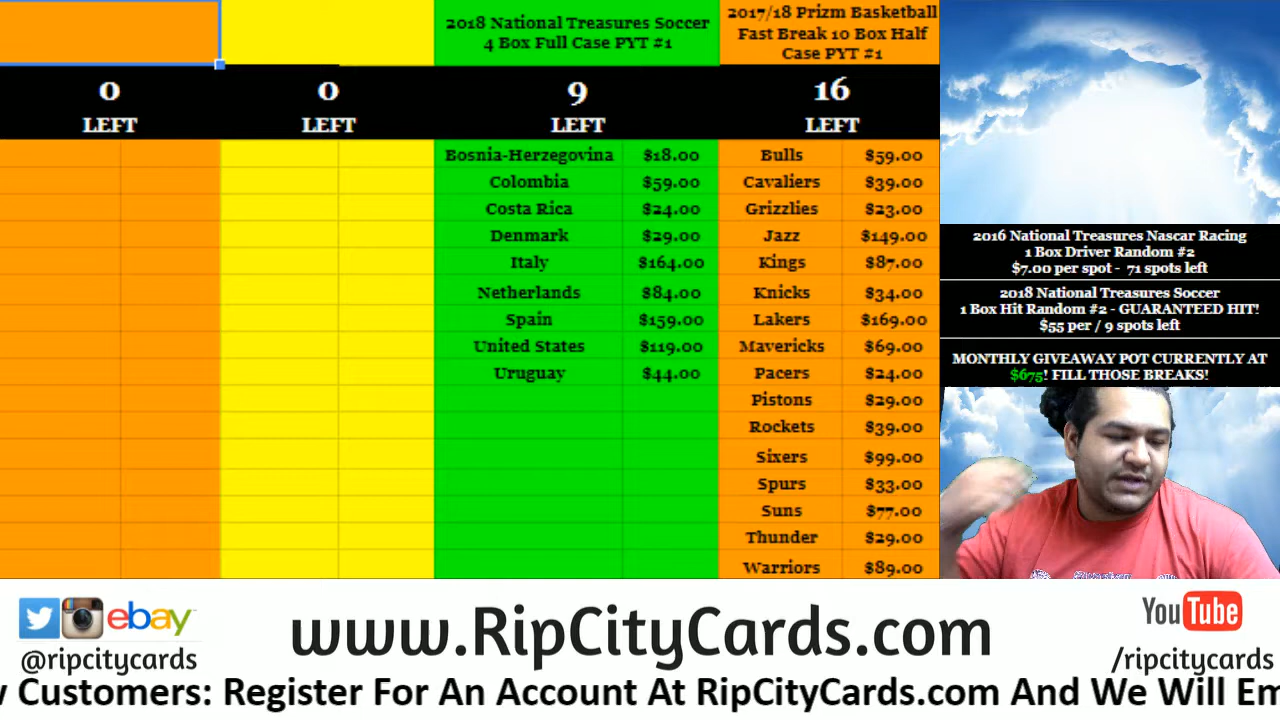 2018 National Treasures Soccer
4 Box Full Case PYT #1
2017/18 Prizm Basketball
Fast Break 10 Box Half
Case PYT #1
0 0 9 16
LEFT LEFT LEFT LEFT
Bosnia-Herzegovina $18.00 Bulls $59.00
Colombia $59.00 Cavaliers $39.00
Costa Rica $24.00 Grizzlies $23.00
Denmark $29.00 Jazz $149.00
Italy $164.00 Kings $87.00
Netherlands $84.00 Knicks $34.00
Spain $159.00 Lakers $169.00
United States $119.00 Mavericks $69.00
Uruguay $44.00 Pacers $24.00
Pistons $29.00
Rockets $39.00
Sixers $99.00
Spurs $33.00
Suns $77.00
Thunder $29.00
Warriors $89.00
2016 National Treasures Nascar Racing
1 Box Driver Random #2
$7.00 per spot - 71 spots left
2018 National Treasures Soccer
1 Box Hit Random #2 - GUARANTEED HIT!
$55 per / 9 spots left
MONTHLY GIVEAWAY POT CURRENTLY AT
$675! FILL THOSE BREAKS!
ebay
@ripcitycards
www.RipCityCards.com
YouTube
/ripcitycards
Customers: Register For An Account At RipCityCards.com And We Will Em